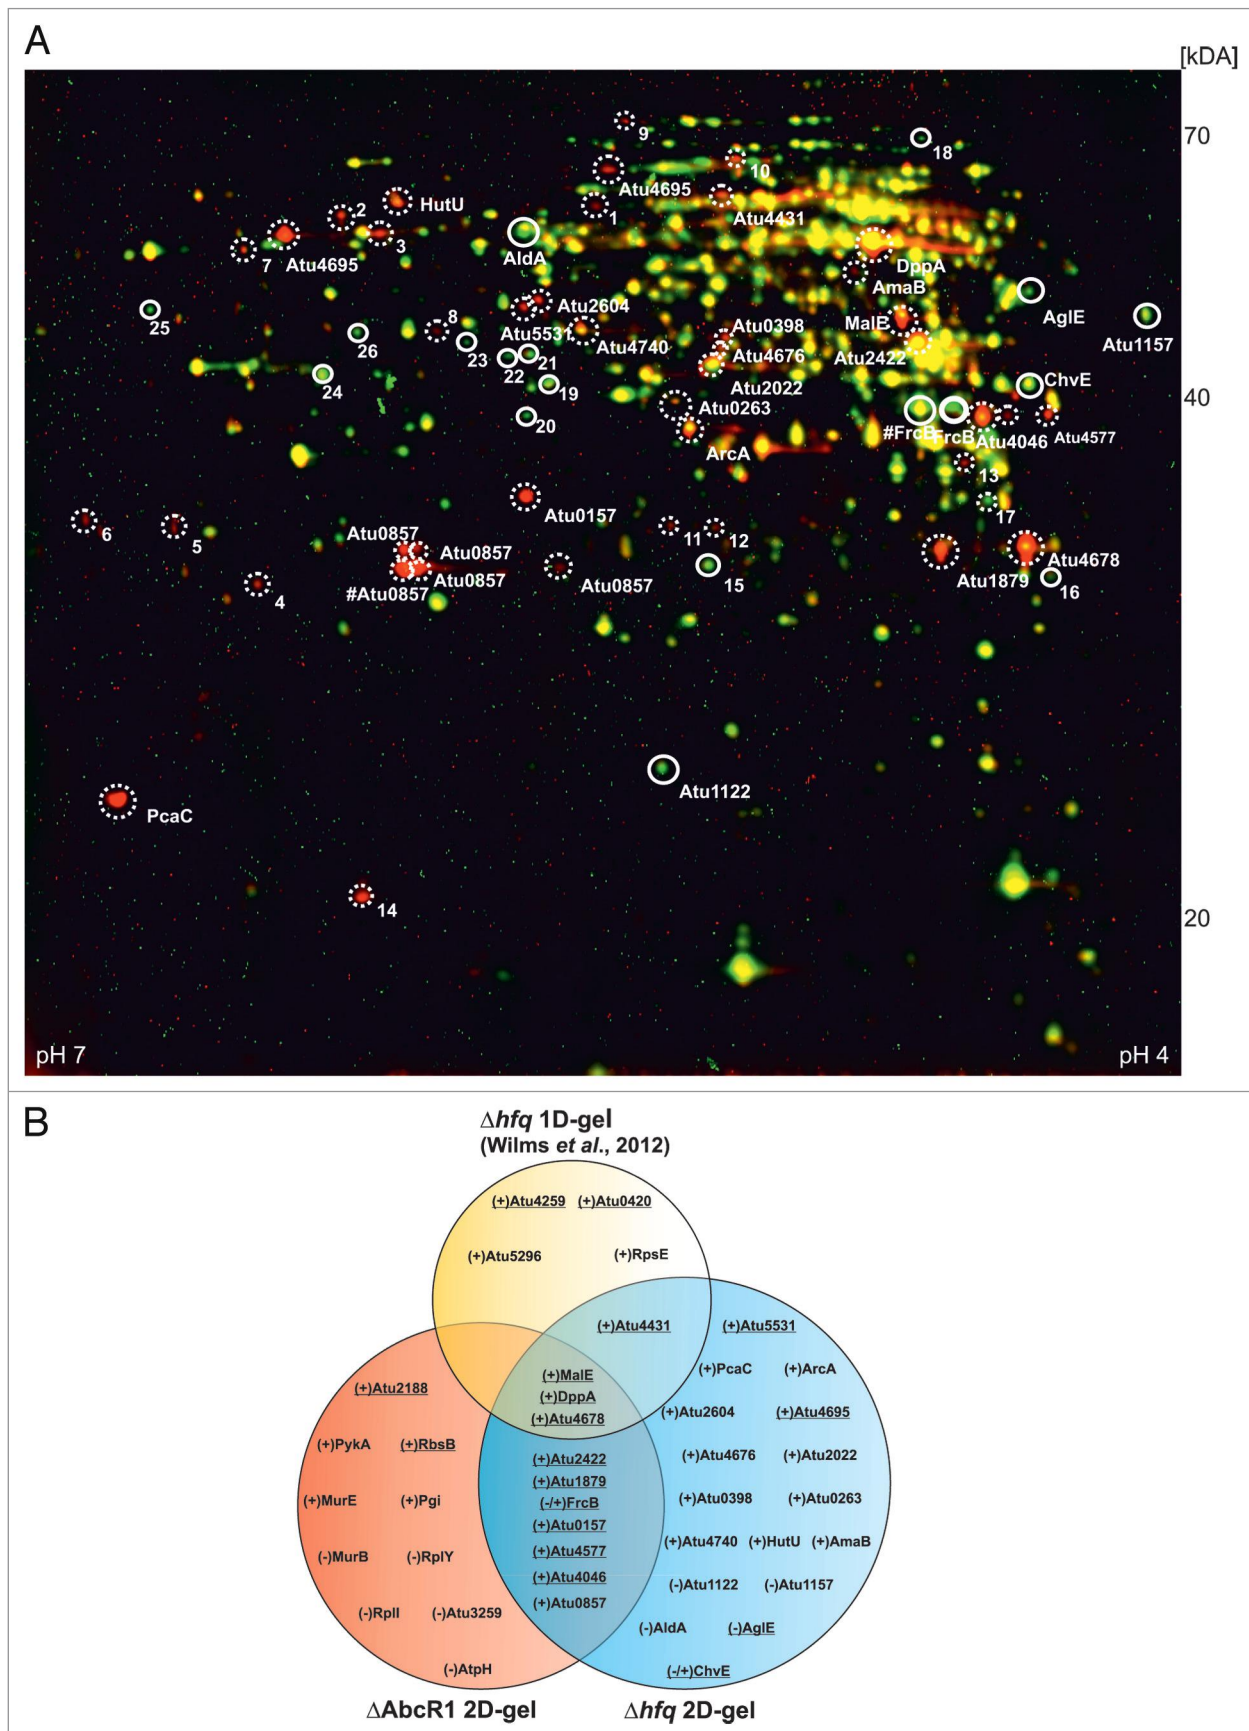 A
[kDA]
70
9
18
10
Atu4695
HutU
2
1
Atu4431
3
7
Atu4695
AldA
DppA
AmaB
AglE
25
Atu2604
8
Atu5531
Atu0398
MalE
Atu1157
26
23
Atu4740
Atu4676
Atu2422
22
21
24
19
Atu2022
ChvE
40
Atu0263
20
#FrcB
FrcB
Atu4046
Atu4577
ArcA
13
Atu0157
17
6
5
11
12
Atu0857
Atu0857
Atu4678
Atu0857
Atu0857
Atu1879
#Atu0857
15
16
4
Atu1122
PcaC
14
20
pH 7
pH 4
B
Δhfq 1D-gel
(Wilms et al., 2012)
(+)Atu4259 (+)Atu0420
(+)Atu5296 (+)RpsE
(+)Atu4431 (+)Atu5531
(+)MalE (+)PcaC (+)ArcA
(+)Atu2188 (+)DppA
(+)Atu4678 (+)Atu2604 (+)Atu4695
(+)PykA (+)RbsB (+)Atu2422 (+)Atu4676 (+)Atu2022
(+)Atu1879
(+)MurE (+)Pgi (-/+)FrcB (+)Atu0398 (+)Atu0263
(+)Atu0157
(+)Atu4740 (+)HutU (+)AmaB
(-)MurB (-)RplY (+)Atu4577
(+)Atu4046 (-)Atu1122 (-)Atu1157
(+)Atu0857
(-)RplI (-)Atu3259 (-)AldA (-)AglE
(-)AtpH (-/+)ChvE
ΔAbcR1 2D-gel Δhfq 2D-gel